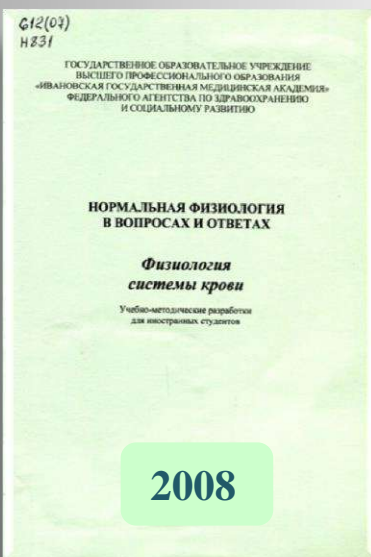 612(07)
Н831
ГОСУДАРСТВЕННОЕ ОБРАЗОВАТЕЛЬНОЕ УЧРЕЖДЕНИЕ
ВЫСШЕГО ПРОФЕССИОНАЛЬНОГО ОБРАЗОВАНИЯ
«ИВАНОВСКАЯ ГОСУДАРСТВЕННАЯ МЕДИЦИНСКАЯ АКАДЕМИЯ»
ФЕДЕРАЛЬНОГО АГЕНТСТВА ПО ЗДРАВООХРАНЕНИЮ
И СОЦИАЛЬНОМУ РАЗВИТИЮ
НОРМАЛЬНАЯ ФИЗИОЛОГИЯ
В ВОПРОСАХ И ОТВЕТАХ
Физиология
системы крови
Учебно-методические разработки
для иностранных студентов
2008